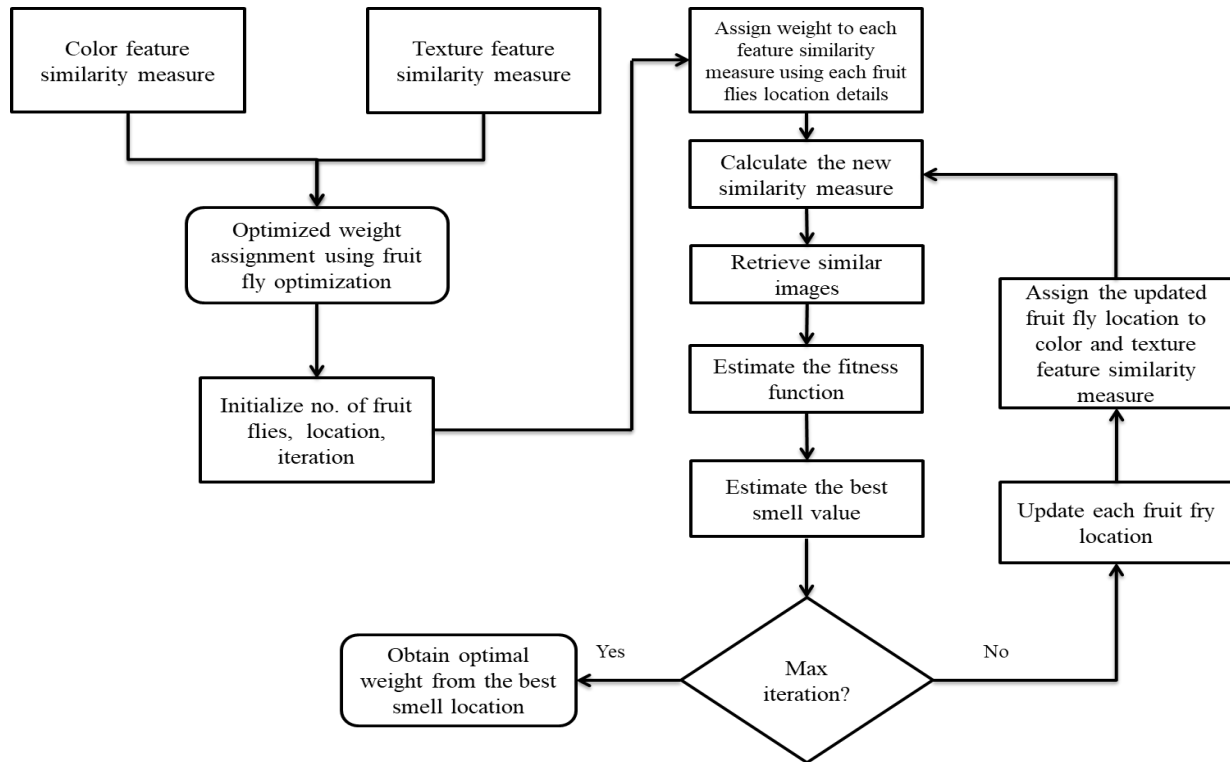 Color feature
similarity measure
Texture feature
similarity measure
Optimized weight
assignment using fruit
fly optimization
Initialize no. of fruit
flies, location,
iteration
Assign weight to each
feature similarity
measure using each fruit
flies location details
Calculate the new
similarity measure
Retrieve similar
images
Estimate the fitness
function
Estimate the best
smell value
Max
iteration?
Yes
Obtain optimal
weight from the best
smell location
No
Update each fruit fry
location
Assign the updated
fruit fly location to
color and texture
feature similarity
measure